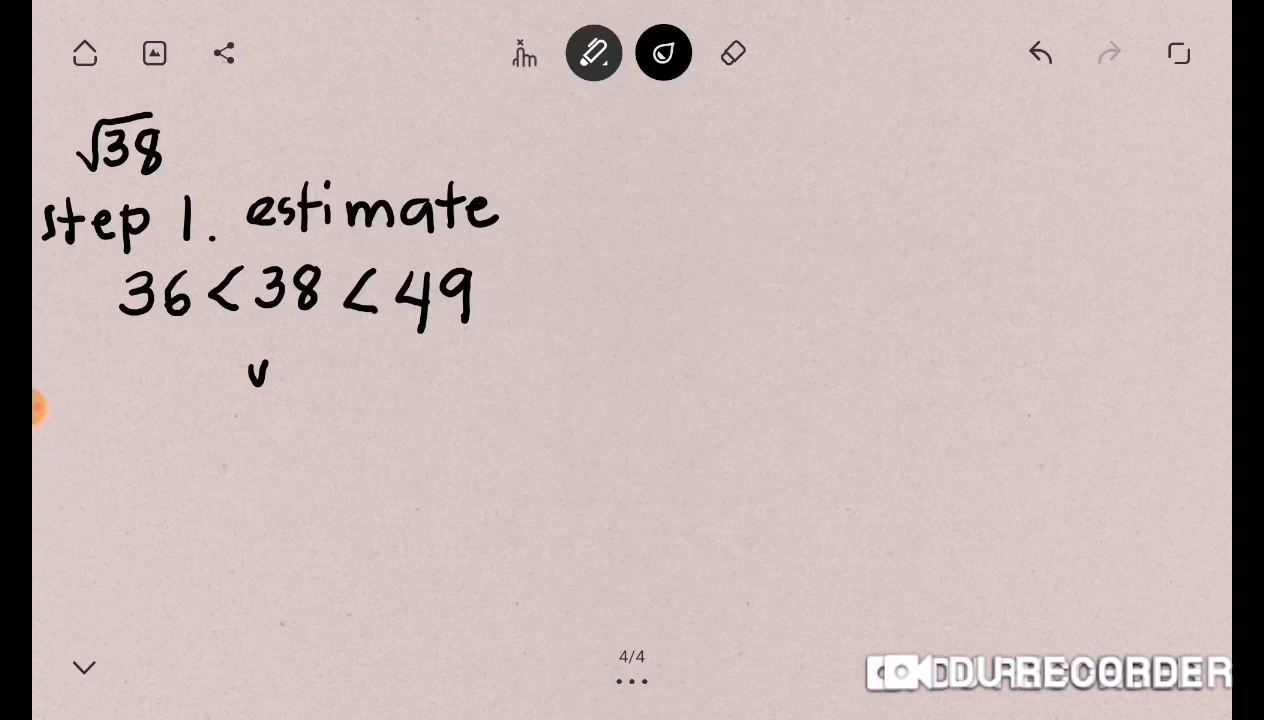 √38
step 1. estimate
36 < 38 < 49
v
4/4
DU RECORDER